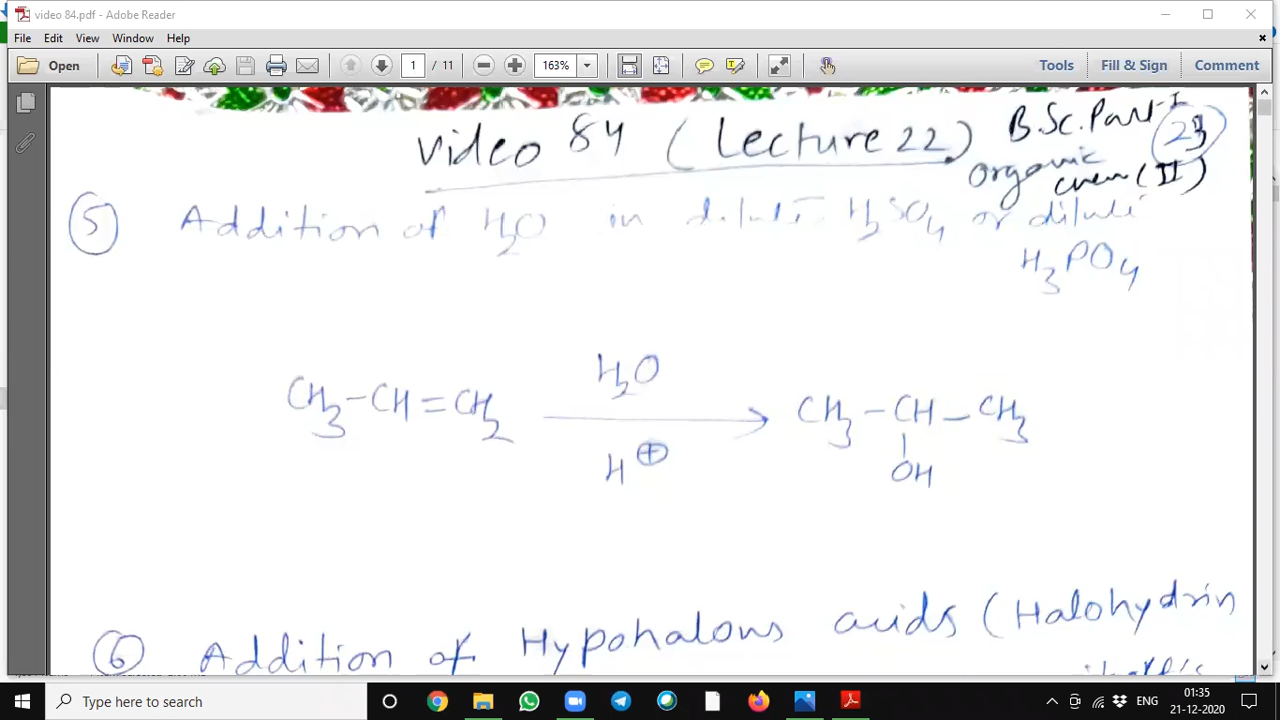 video 84.pdf - Adobe Reader
File Edit View Window Help
Open 1 / 11 163% Tools Fill & Sign Comment
Video 84 (Lecture 22) B.Sc. Part-I 23
organic chem (II)
5 Addition of H2O in dilute H2SO4 or dilute
H3PO4
H2O
CH3-CH=CH2 → CH3-CH-CH3
H⊕ OH
6 Addition of Hypohalous acids (Halohydrin
Type here to search ENG 01:35
21-12-2020